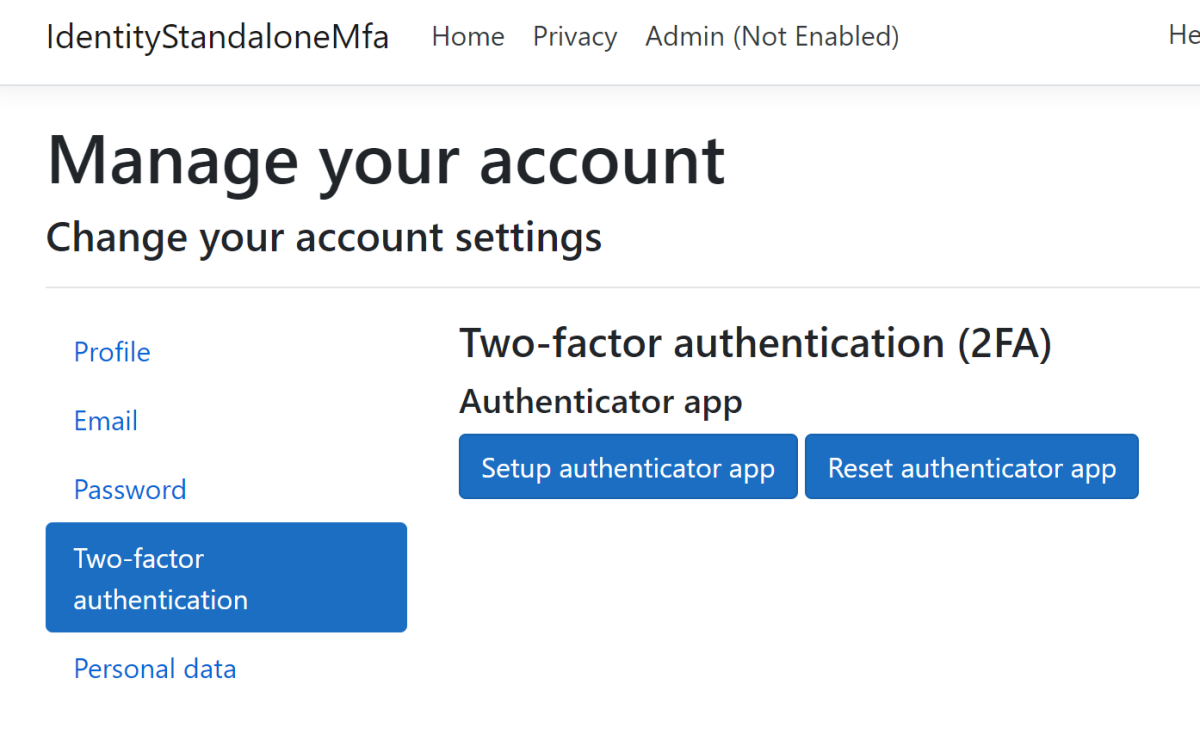 IdentityStandaloneMfa Home Privacy Admin (Not Enabled)
Manage your account
Change your account settings
Profile
Email
Password
Two-factor
authentication
Personal data
Two-factor authentication (2FA)
Authenticator app
Setup authenticator app Reset authenticator app